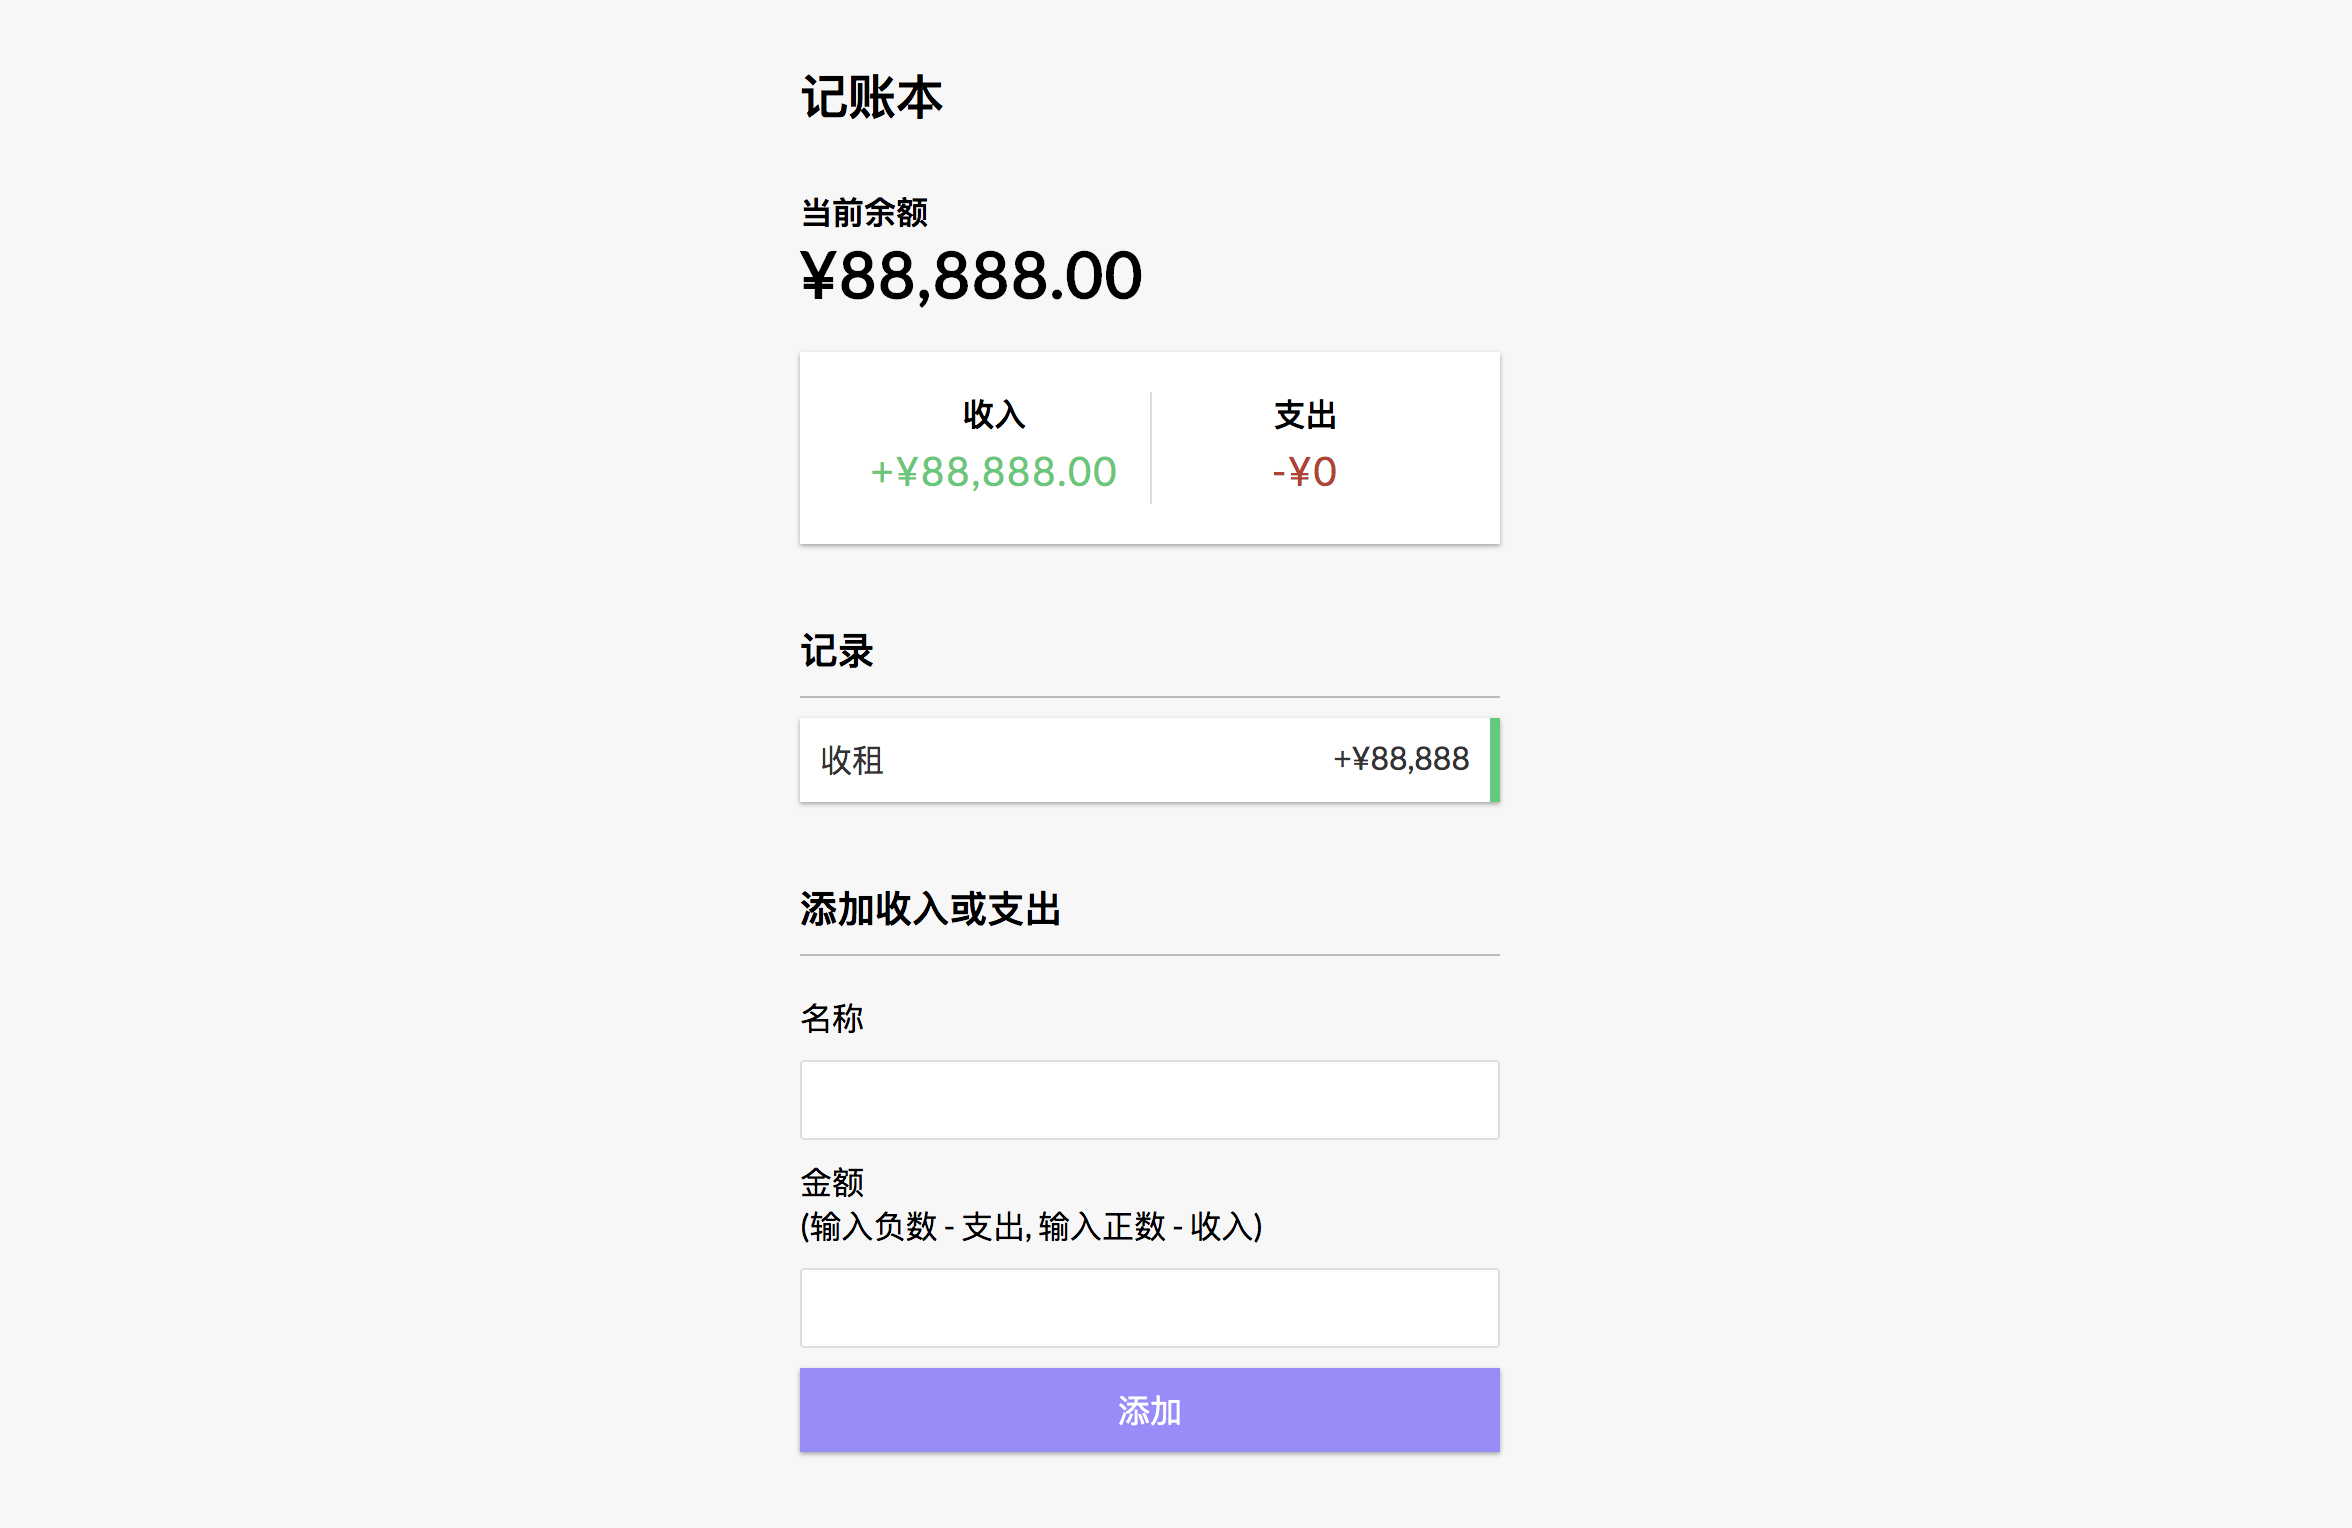 记账本
当前余额
¥88,888.00
收入
+¥88,888.00
支出
-¥0
记录
收租
+¥88,888
添加收入或支出
名称
金额
(输入负数 - 支出, 输入正数 - 收入)
添加